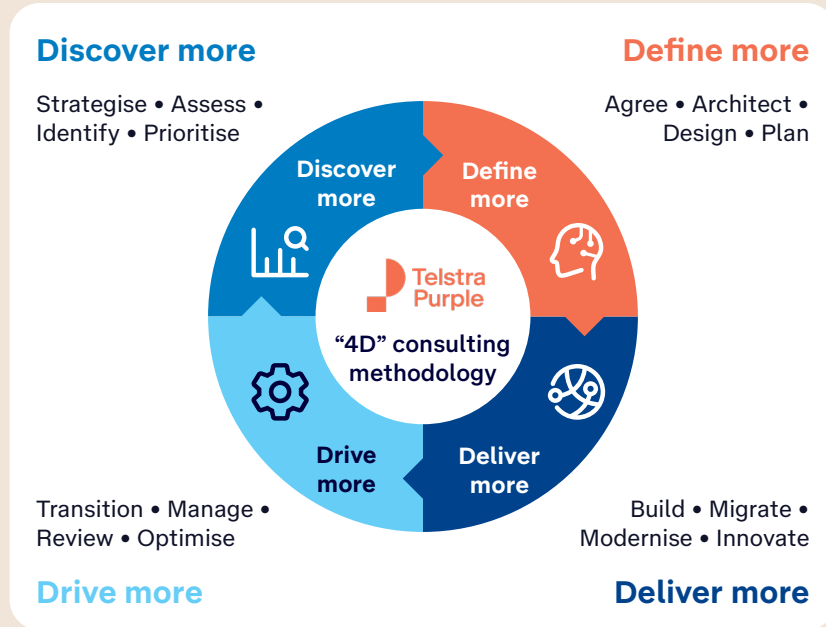 Discover more
Strategise • Assess •
Identify • Prioritise
Define more
Agree • Architect •
Design • Plan
Discover
more
Define
more
Telstra
Purple
“4D” consulting
methodology
Drive
more
Deliver
more
Transition • Manage •
Review • Optimise
Drive more
Build • Migrate •
Modernise • Innovate
Deliver more